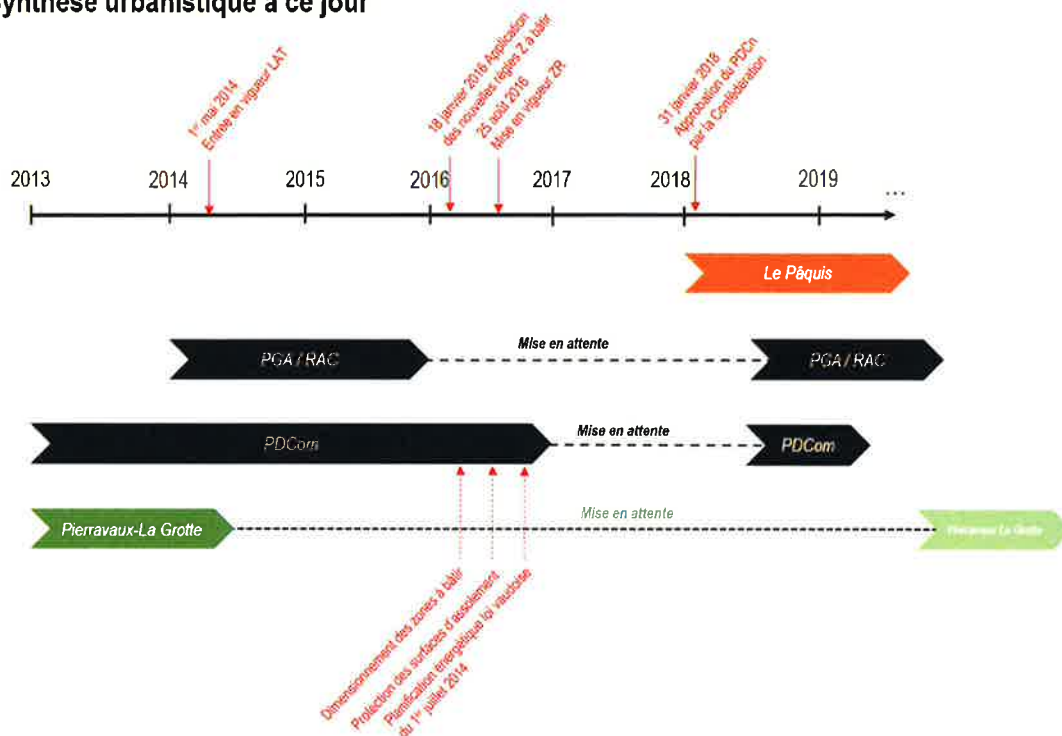 Synthèse urbanistique à ce jour
1er mai 2014
Entrée en vigueur LAT
18 janvier 2016 Application
des nouvelles règles Z à bâtir
25 août 2016
Mise en vigueur ZR
31 janvier 2018
Approbation du PDCn
par la Confédération
2013
2014
2015
2016
2017
2018
2019
...
Le Pâquis
PGA / RAC
Mise en attente
PGA / RAC
PDCom
Mise en attente
PDCom
Pierravaux-La Grotte
Mise en attente
Pierravaux-La Grotte
Dimensionnement des zones à bâtir
Protection des surfaces d'assolement
Planification énergétique loi vaudoise
du 1er juillet 2014